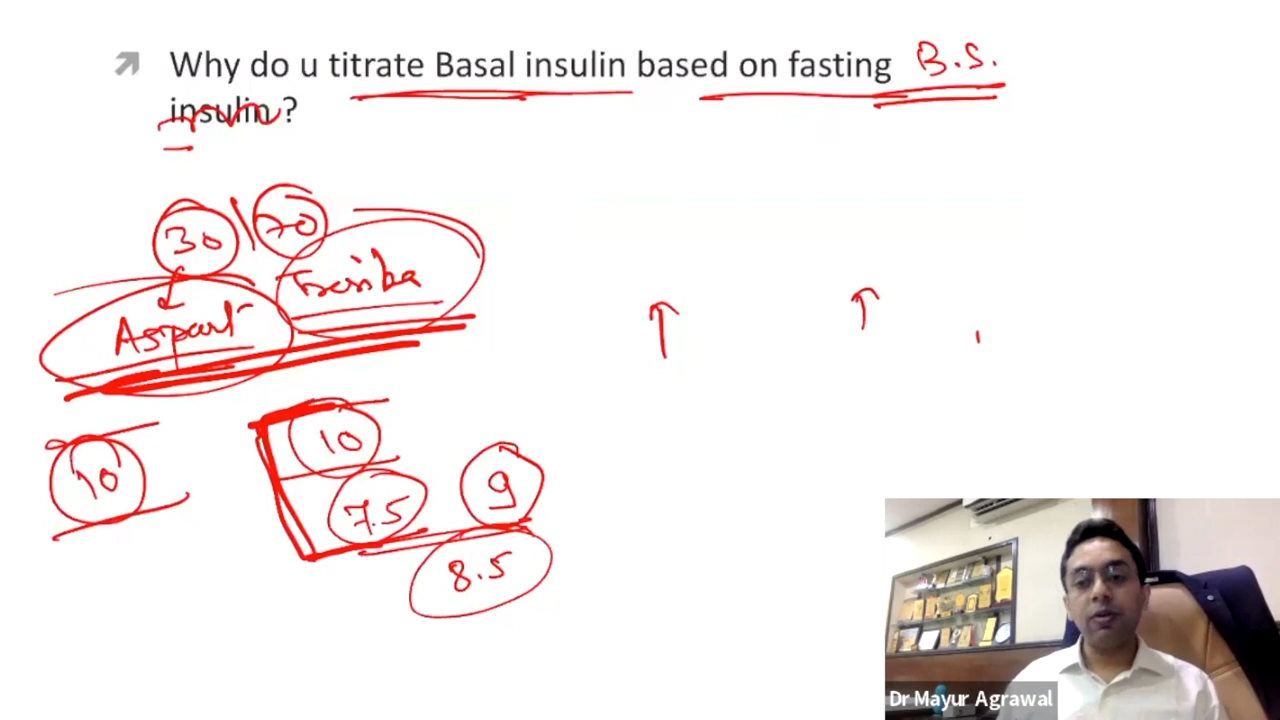 Why do u titrate Basal insulin based on fasting B.S.
insulin ?
30 | 70
Aspart Tresiba
10
10
7.5
9
8.5
Dr Mayur Agrawal